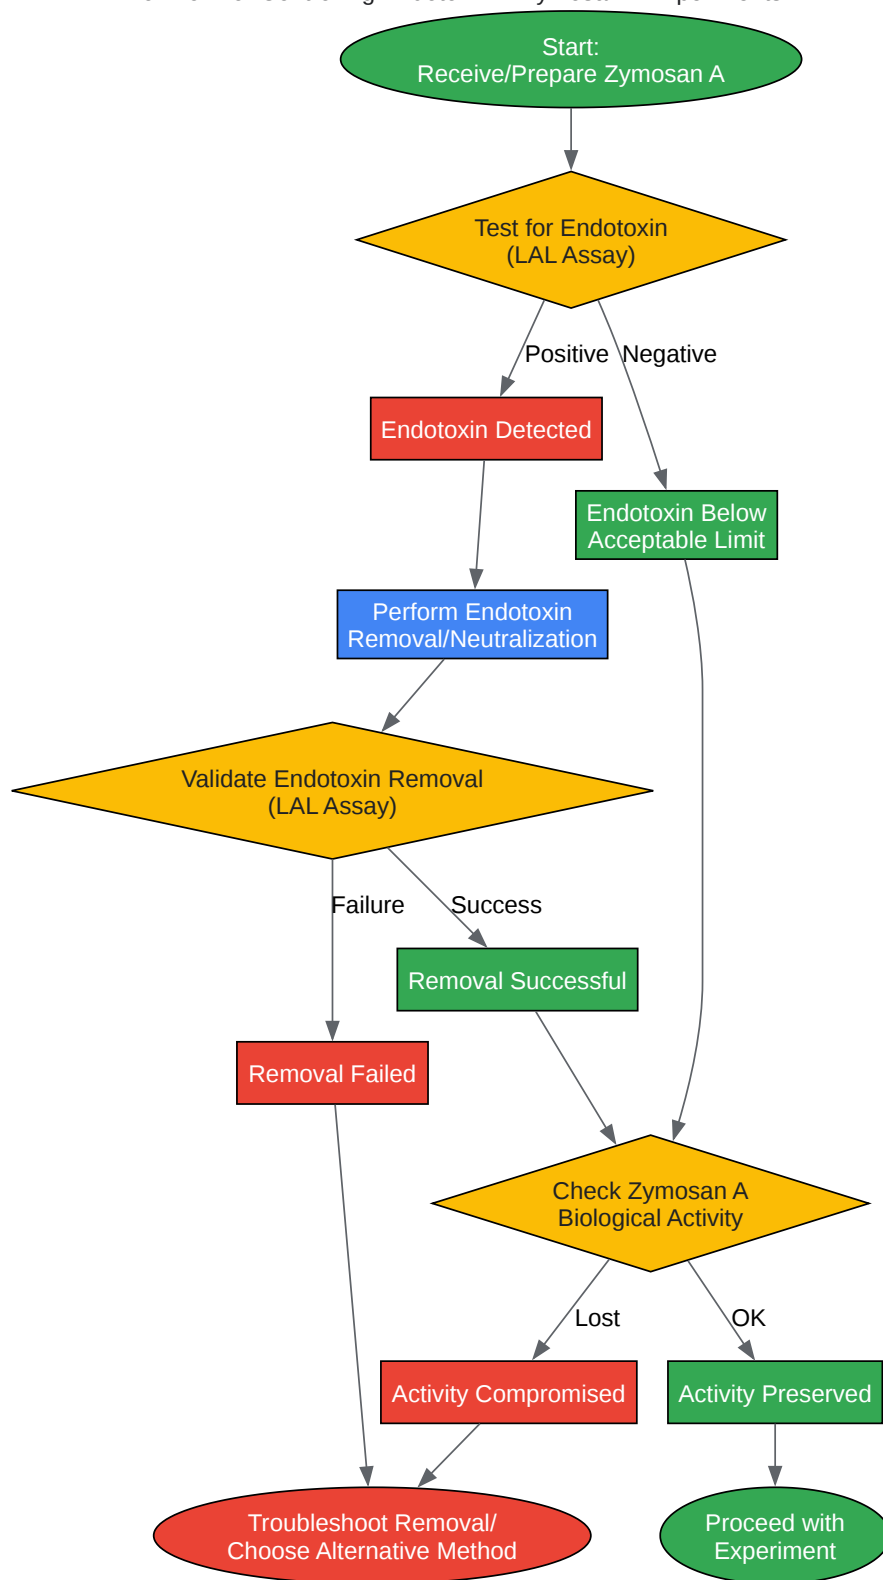 Start:
Receive/Prepare Zymosan A
Test for Endotoxin
(LAL Assay)
Positive
Negative
Endotoxin Detected
Endotoxin Below
Acceptable Limit
Perform Endotoxin
Removal/Neutralization
Validate Endotoxin Removal
(LAL Assay)
Failure
Success
Removal Successful
Removal Failed
Check Zymosan A
Biological Activity
Lost
OK
Activity Compromised
Activity Preserved
Troubleshoot Removal/
Choose Alternative Method
Proceed with
Experiment